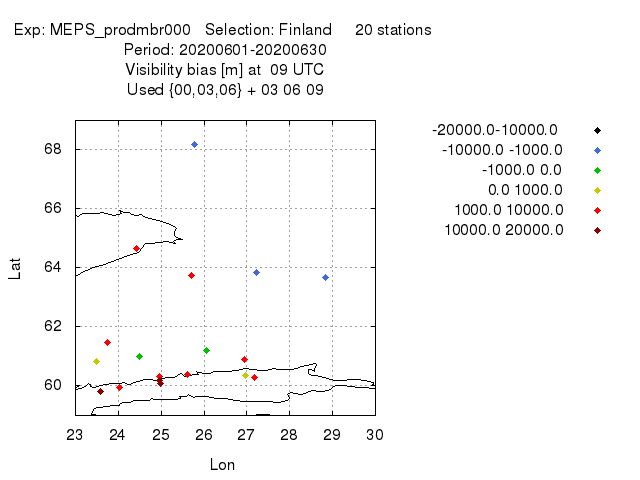 Exp: MEPS_prodmbr000 Selection: Finland 20 stations
Period: 20200601-20200630
Visibility bias [m] at 09 UTC
Used {00,03,06} + 03 06 09
-20000.0-10000.0
-10000.0 -1000.0
-1000.0 0.0
0.0 1000.0
1000.0 10000.0
10000.0 20000.0
68
66
64
62
60
Lat
23 24 25 26 27 28 29 30
Lon